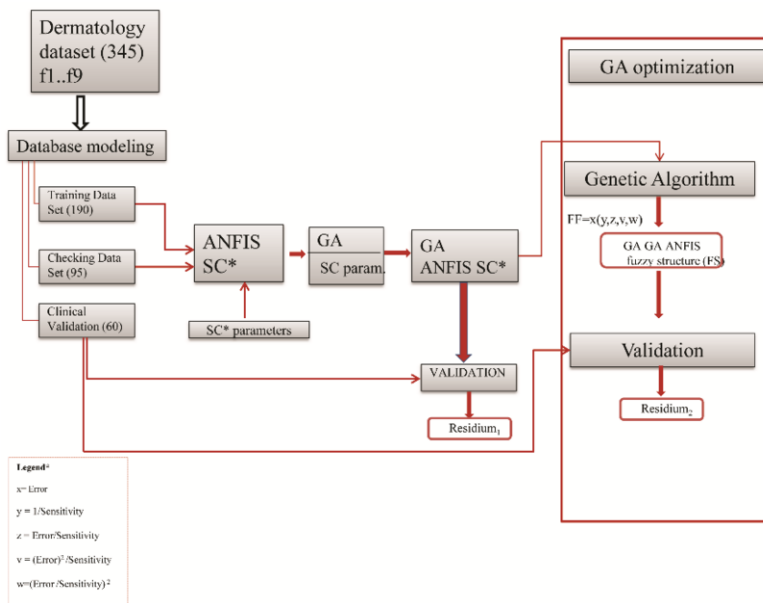 Dermatology
dataset (345)
f1..f9
Database modeling
Training Data
Set (190)
Checking Data
Set (95)
Clinical
Validation (60)
ANFIS
SC*
SC* parameters
GA
SC param.
GA
ANFIS SC*
VALIDATION
Residium₁
GA optimization
Genetic Algorithm
FF=x(y,z,v,w)
GA GA ANFIS
fuzzy structure (FS)
Validation
Residium₂
Legend*
x= Error
y = 1/Sensitivity
z = Error/Sensitivity
v = (Error)² /Sensitivity
w=(Error /Sensitivity) ²